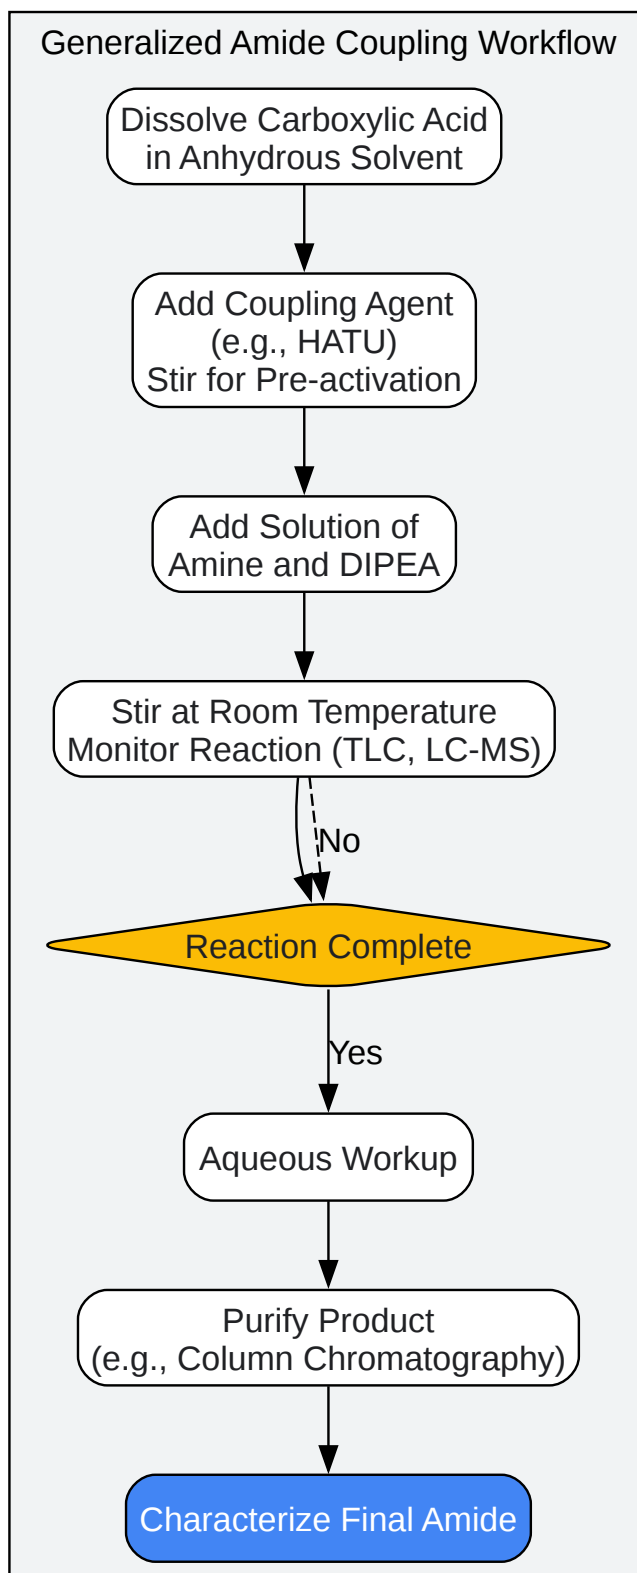 Generalized Amide Coupling Workflow
Dissolve Carboxylic Acid
in Anhydrous Solvent
Add Coupling Agent
(e.g., HATU)
Stir for Pre-activation
Add Solution of
Amine and DIPEA
Stir at Room Temperature
Monitor Reaction (TLC, LC-MS)
No
Reaction Complete
Yes
Aqueous Workup
Purify Product
(e.g., Column Chromatography)
Characterize Final Amide